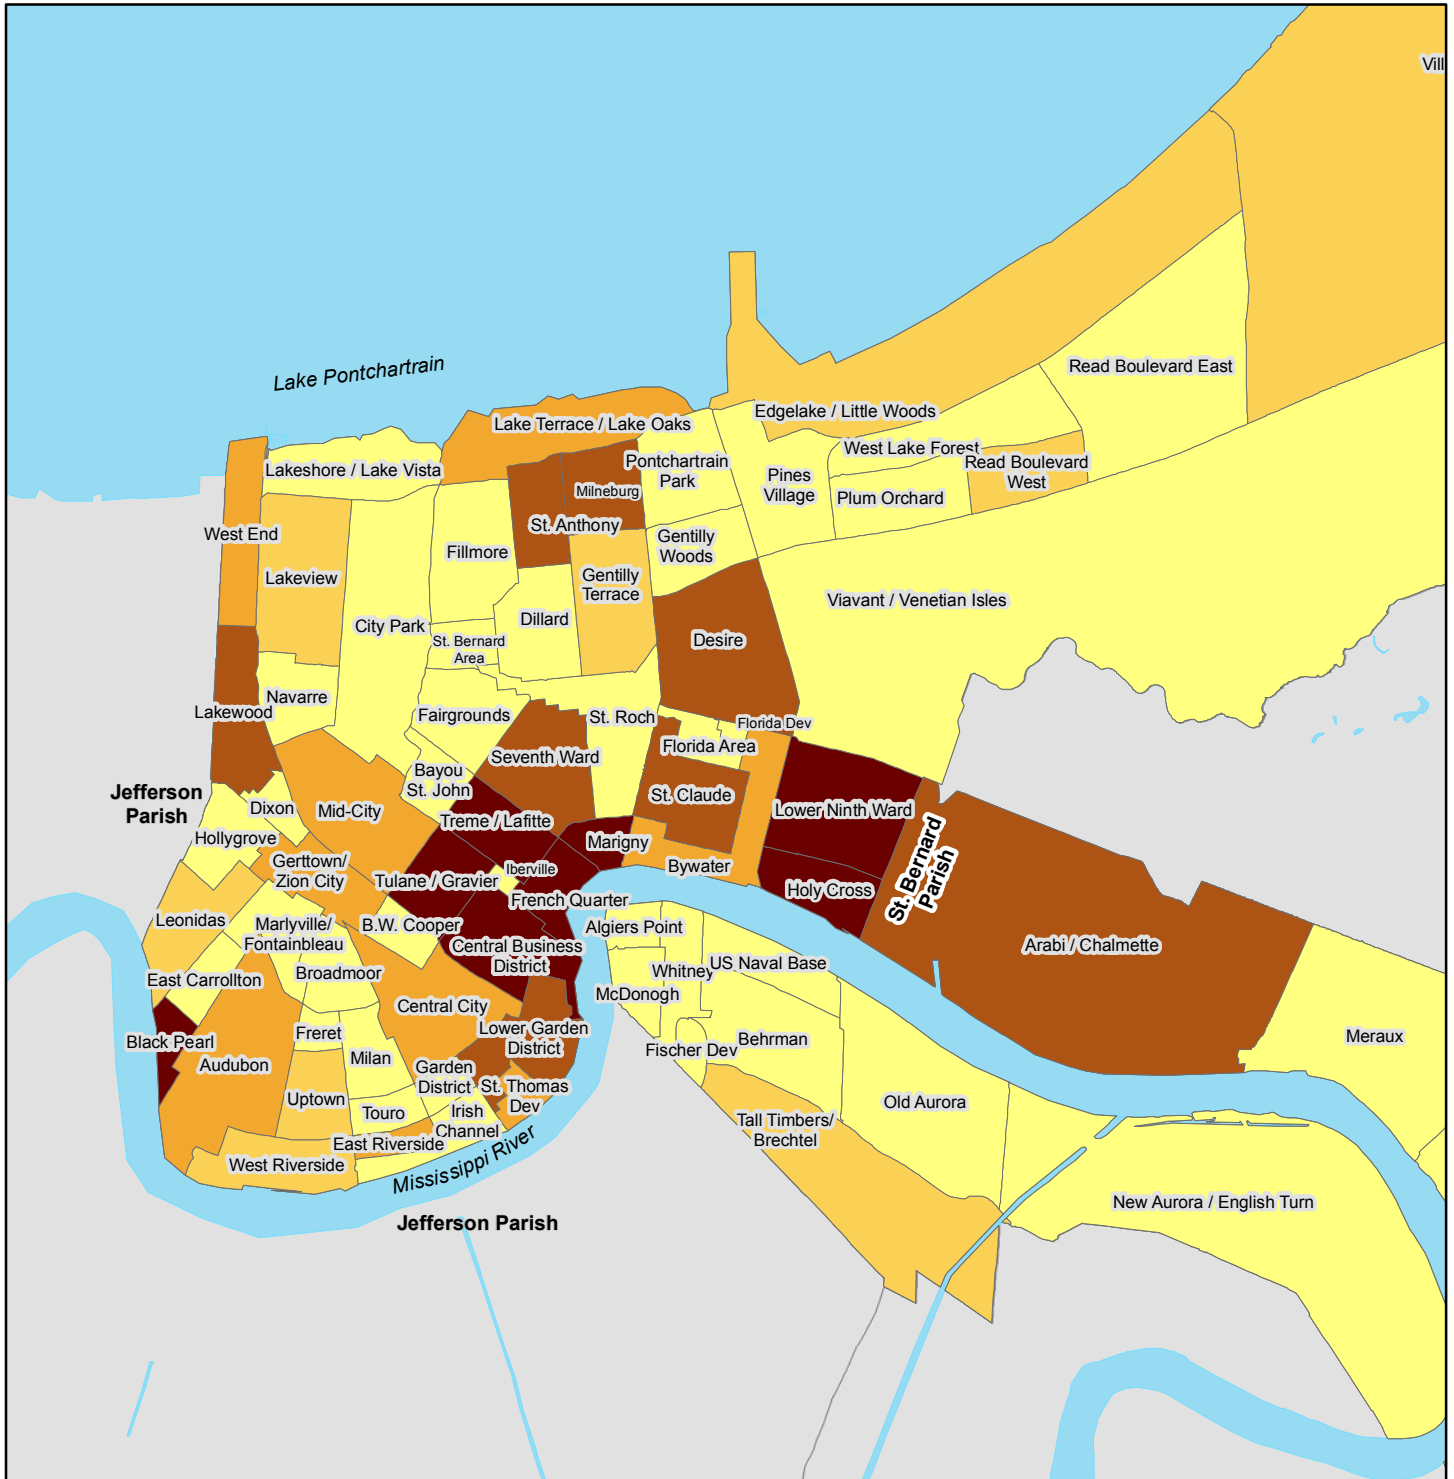 Vill
Lake Pontchartrain
Read Boulevard East
Edgelake / Little Woods
Lake Terrace / Lake Oaks
West Lake Forest
Lakeshore / Lake Vista
Pontchartrain
Park
Read Boulevard
West
Pines
Village
Milneburg
Plum Orchard
St. Anthony
West End
Gentilly
Woods
Fillmore
Lakeview
Gentilly
Terrace
Viavant / Venetian Isles
Dillard
City Park
Desire
St. Bernard
Area
Navarre
Lakewood
Fairgrounds
St. Roch
Florida Dev
Florida Area
Seventh Ward
Bayou
St. John
Jefferson
Parish
St. Claude
Dixon
Mid-City
Lower Ninth Ward
Treme / Lafitte
Hollygrove
Marigny
St. Bernard
Parish
Gerttown/
Zion City
Iberville
Bywater
Tulane / Gravier
Holy Cross
French Quarter
Leonidas
Marlyville/
Fontainbleau
B.W. Cooper
Algiers Point
Central Business
District
Arabi / Chalmette
US Naval Base
Whitney
Broadmoor
East Carrollton
McDonogh
Central City
Lower Garden
District
Freret
Black Pearl
Behrman
Meraux
Fischer Dev
Milan
Audubon
Garden
District
St. Thomas
Dev
Uptown
Old Aurora
Touro
Irish
Channel
Tall Timbers/
Brechtel
East Riverside
West Riverside
Mississippi River
New Aurora / English Turn
Jefferson Parish